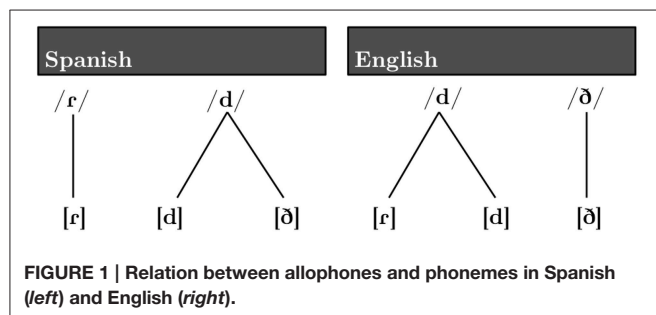 Spanish English
/ɾ/ /d/ /d/ /ð/
[ɾ] [d] [ð] [ɾ] [d] [ð]
FIGURE 1 | Relation between allophones and phonemes in Spanish
(left) and English (right).